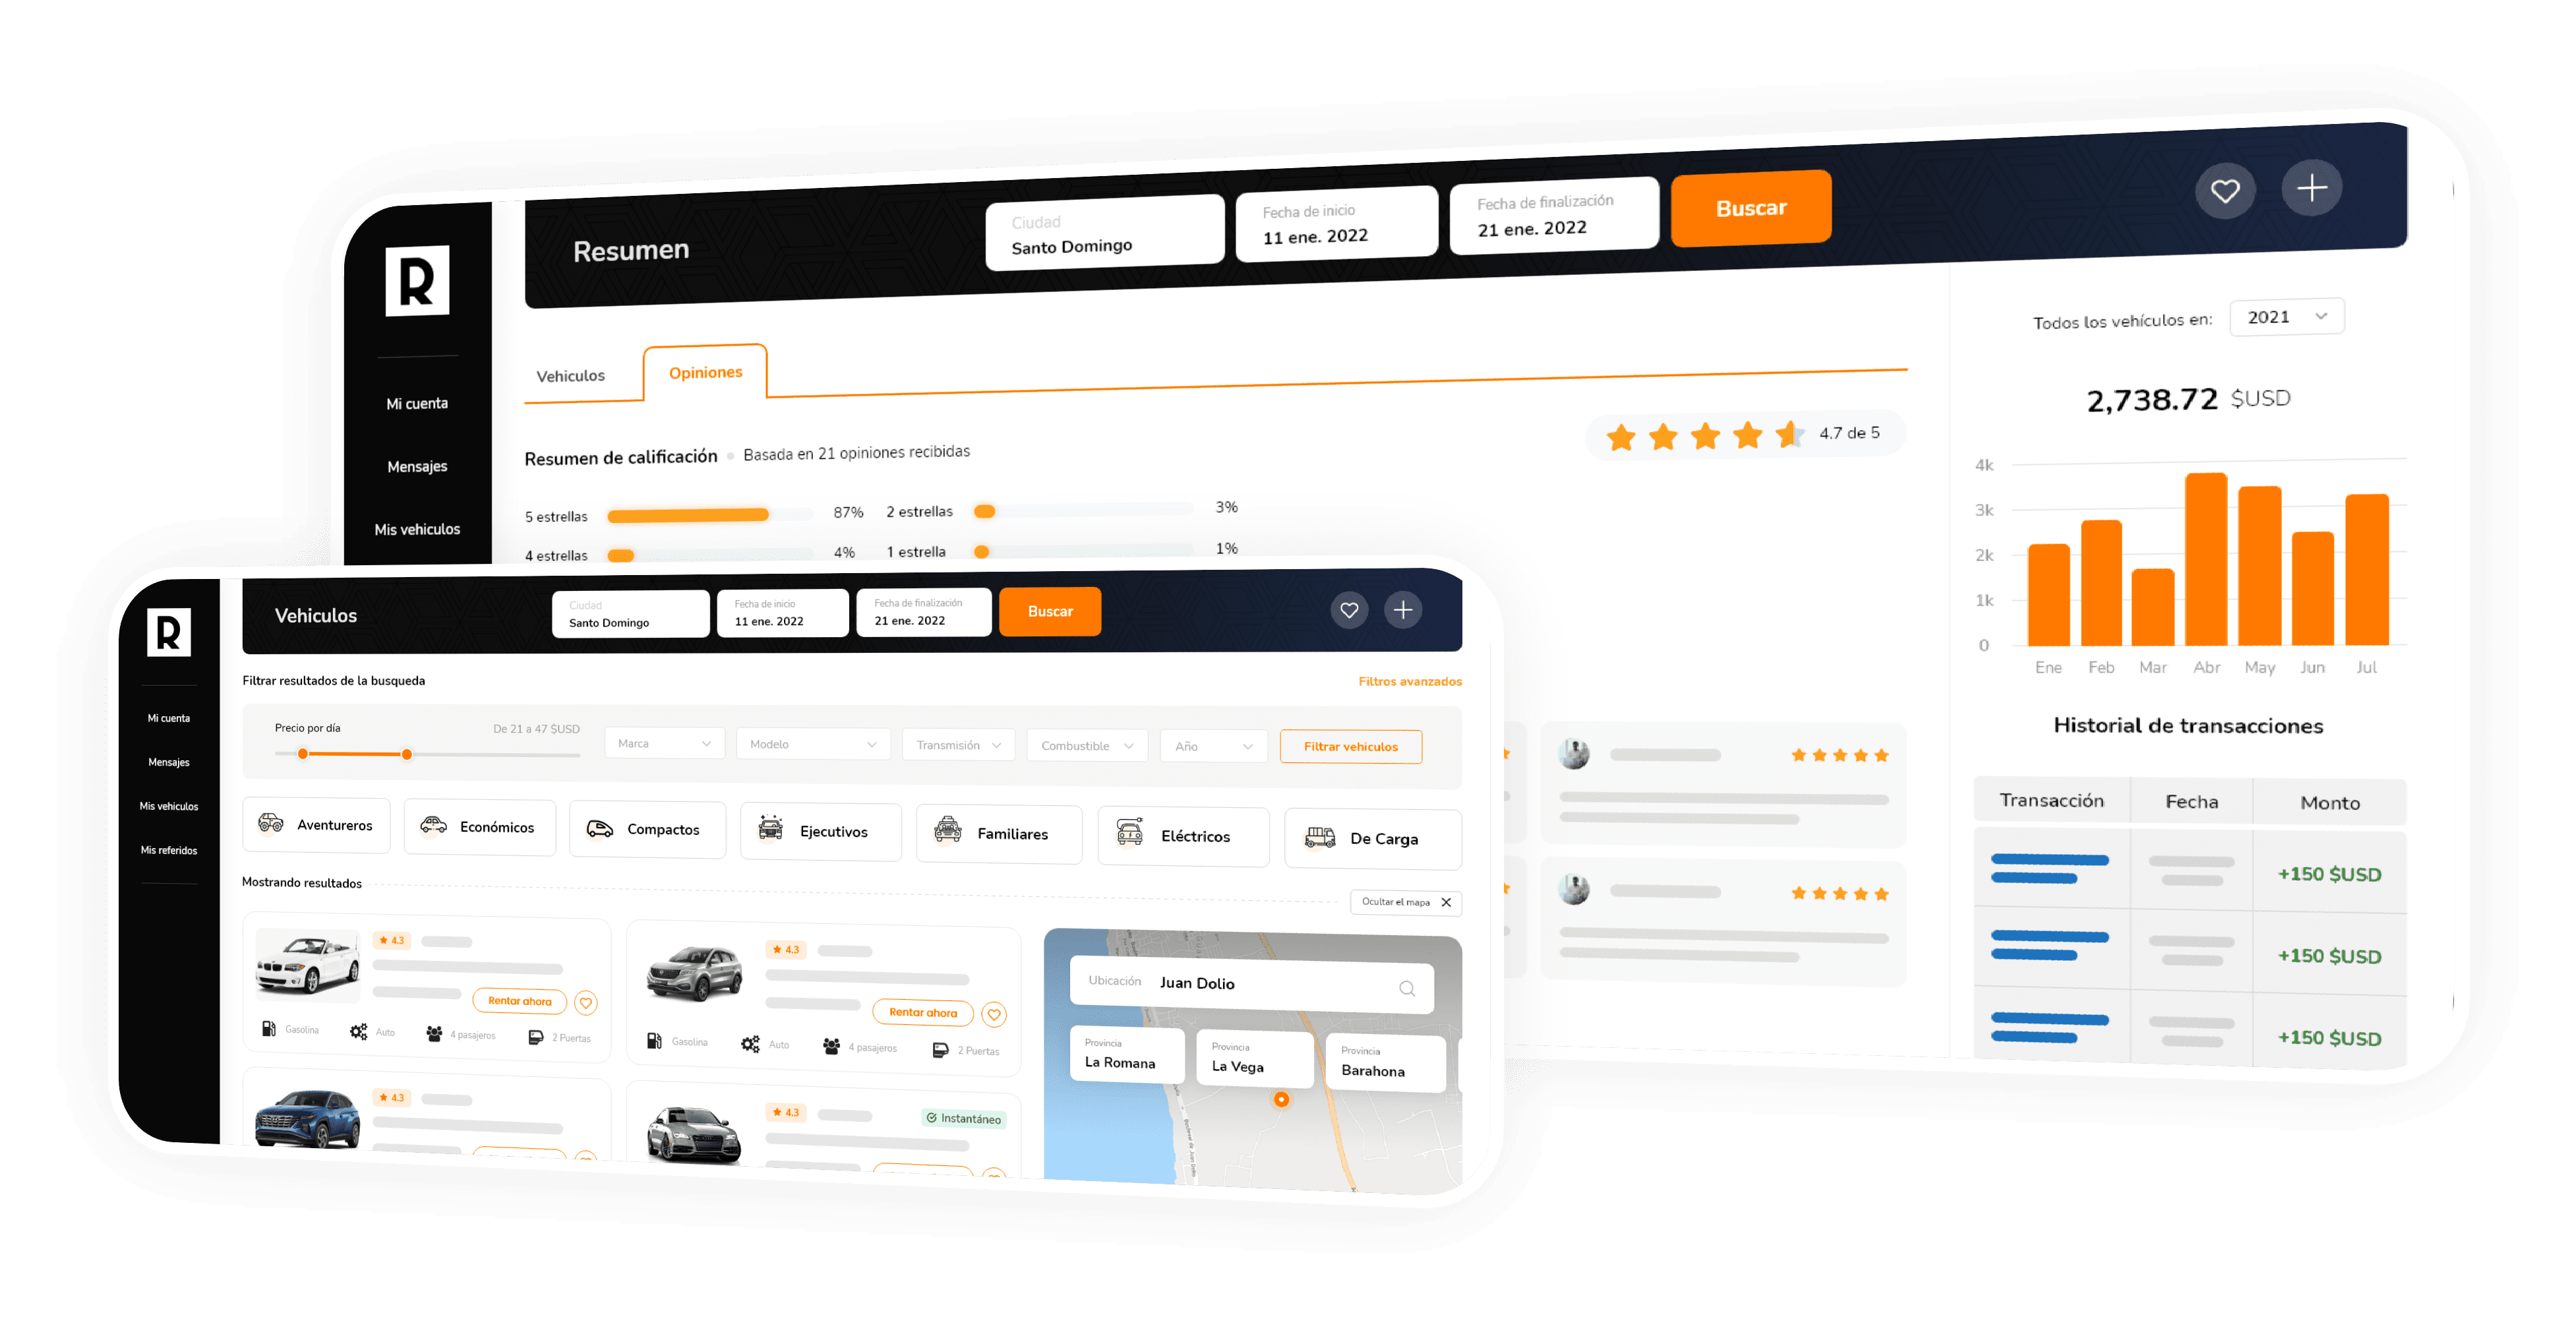 R
Mi cuenta
Mensajes
Mis vehiculos
Resumen
Ciudad
Santo Domingo
Fecha de inicio
11 ene. 2022
Fecha de finalización
21 ene. 2022
Buscar
Vehiculos
Opiniones
Resumen de calificación
Basada en 21 opiniones recibidas
4.7 de 5
5 estrellas 87%
2 estrellas 3%
4 estrellas 4%
1 estrella 1%
Todos los vehículos en: 2021
2,738.72 $USD
4k
3k
2k
1k
0
Ene Feb Mar Abr May Jun Jul
Historial de transacciones
Transacción Fecha Monto
+150 $USD
+150 $USD
+150 $USD
R
Mi cuenta
Mensajes
Mis vehiculos
Mis referidos
Vehiculos
Ciudad
Santo Domingo
Fecha de inicio
11 ene. 2022
Fecha de finalización
21 ene. 2022
Buscar
Filtrar resultados de la busqueda
Filtros avanzados
Precio por día
De 21 a 47 $USD
Marca
Modelo
Transmisión
Combustible
Año
Filtrar vehiculos
Aventureros
Económicos
Compactos
Ejecutivos
Familiares
Eléctricos
De Carga
Mostrando resultados
Ocultar el mapa
4.3
Rentar ahora
Gasolina Auto 4 pasajeros 2 Puertas
4.3
Rentar ahora
Gasolina Auto 4 pasajeros 2 Puertas
4.3
4.3
Instantáneo
Ubicación Juan Dolio
Provincia
La Romana
Provincia
La Vega
Provincia
Barahona